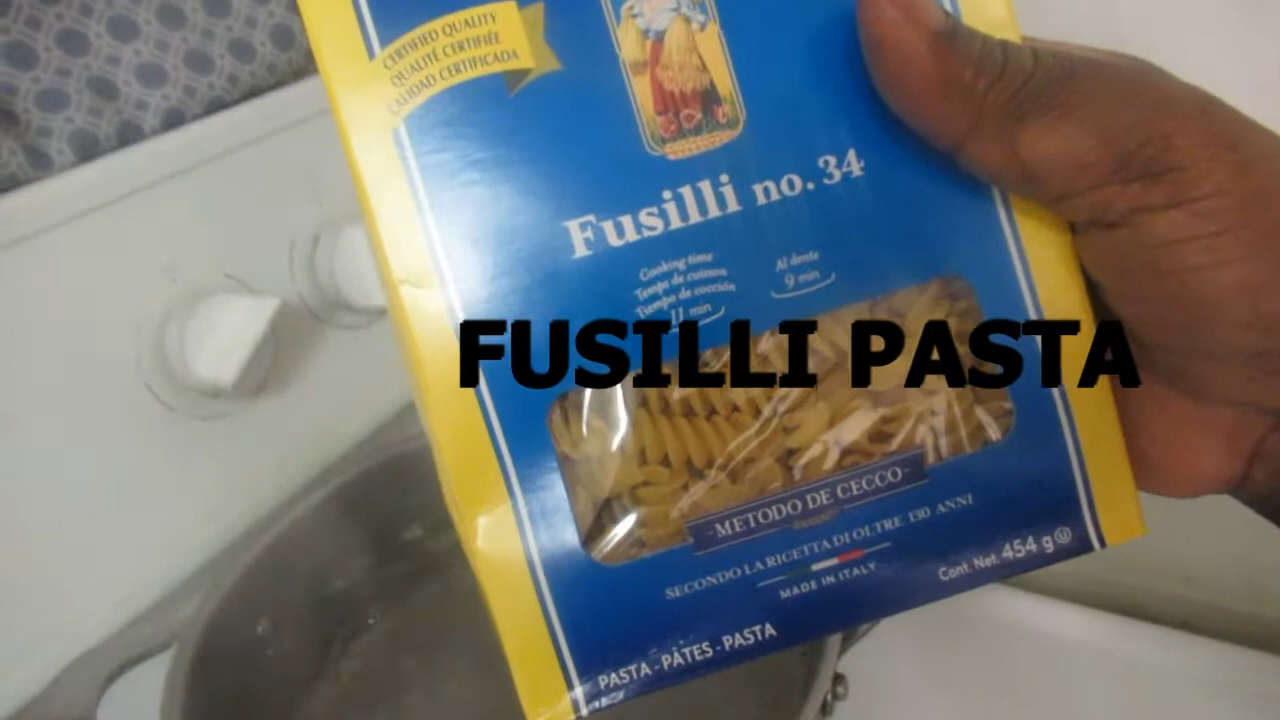 CERTIFIED QUALITY
QUALITÉ CERTIFIÉE
CALIDAD CERTIFICADA
Fusilli no. 34
Cooking time
Temps de cuisson
Tiempo de cocción
11 min
Al dente
9 min
FUSILLI PASTA
METODO DE CECCO
SECONDO LA RICETTA DI OLTRE 130 ANNI
MADE IN ITALY
Cont. Net. 454 g U
PASTA - PÂTES - PASTA